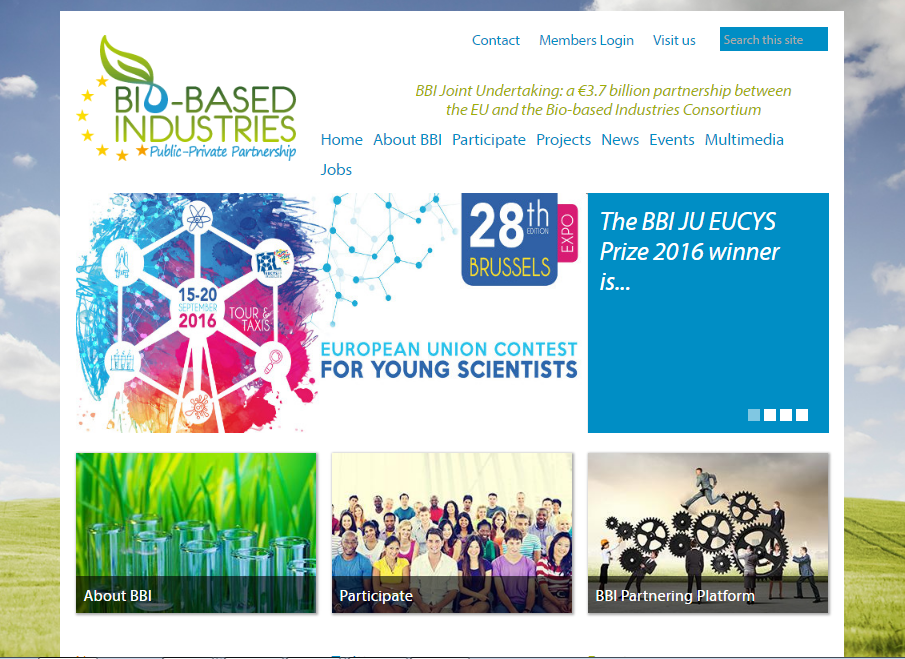 Contact Members Login Visit us Search this site
BIO-BASED
INDUSTRIES
Public-Private Partnership
BBI Joint Undertaking: a €3.7 billion partnership between
the EU and the Bio-based Industries Consortium
Home About BBI Participate Projects News Events Multimedia
Jobs
15-20
SEPTEMBER
2016
TOUR &
TAXIS
28th
EDITION
BRUSSELS
EXPO
EUROPEAN UNION CONTEST
FOR YOUNG SCIENTISTS
The BBI JU EUCYS
Prize 2016 winner
is...
About BBI
Participate
BBI Partnering Platform